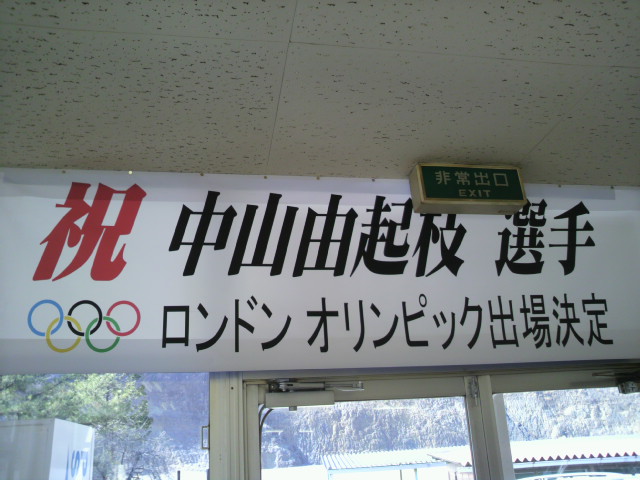 非常出口
EXIT
祝 中山由起枝 選手
ロンドン オリンピック出場決定